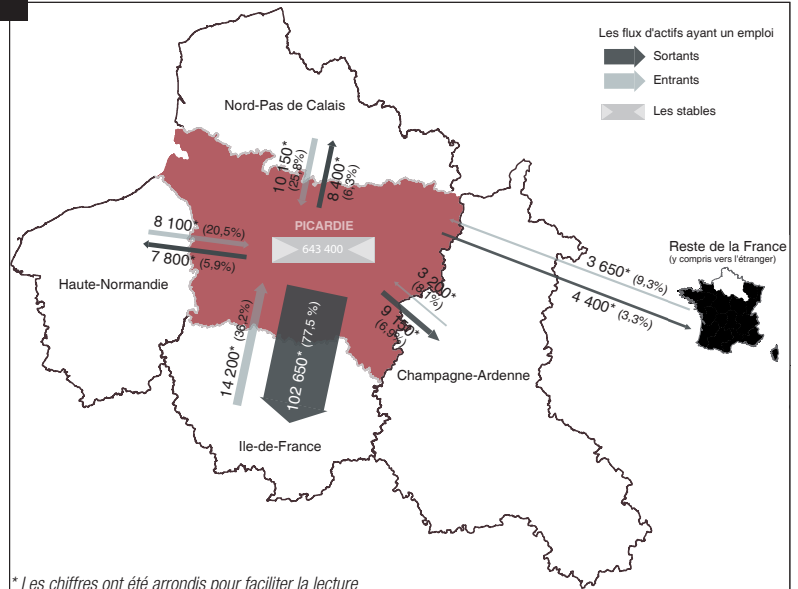 Les flux d'actifs ayant un emploi
Sortants
Entrants
Les stables
Nord-Pas de Calais
10 150* (25,8%)
8 400* (6,3%)
PICARDIE
643 400
8 100* (20,5%)
7 800* (5,9%)
Haute-Normandie
3 650* (9,3%)
4 400* (3,3%)
Reste de la France
(y compris vers l'étranger)
3 200* (8,1%)
9 150* (6,9%)
Champagne-Ardenne
14 200* (36,2%)
102 650* (77,5 %)
Ile-de-France
* Les chiffres ont été arrondis pour faciliter la lecture